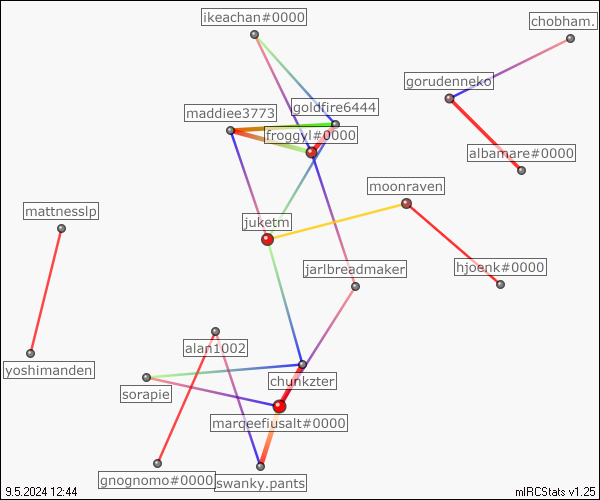 ikeachan#0000
chobham.
gorudenneko
goldfire6444
maddiee3773
froggyl#0000
albamare#0000
moonraven
mattnesslp
juketm
jarlbreadmaker
hjoenk#0000
alan1002
yoshimanden
chunkzter
sorapie
marqeefiusalt#0000
gnognomo#0000
swanky.pants
9.5.2024 12:44
mIRCStats v1.25